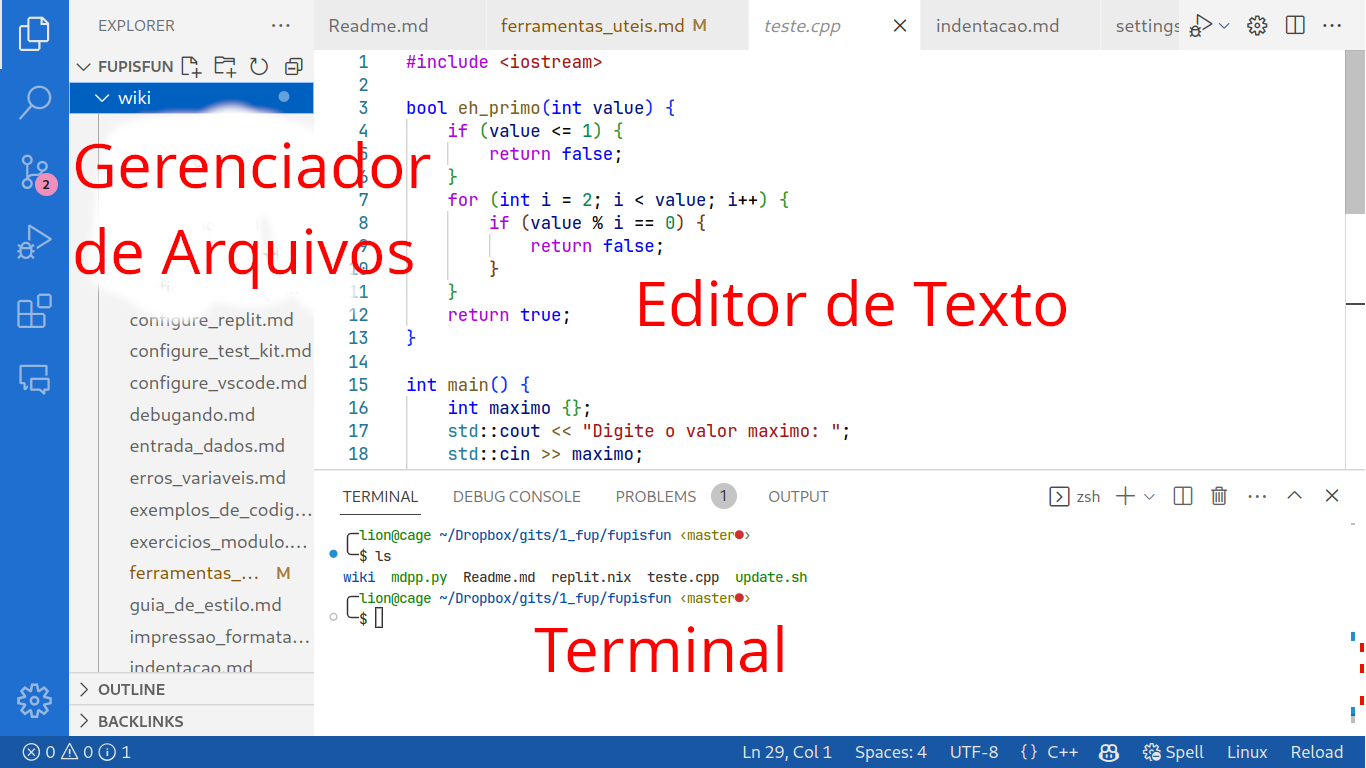 EXPLORER ···
FUPISFUN
wiki
Gerenciador
de Arquivos
configure_replit.md
configure_test_kit.md
configure_vscode.md
debugando.md
entrada_dados.md
erros_variaveis.md
exemplos_de_codig...
exercicios_modulo....
ferramentas_... M
guia_de_estilo.md
impressao_formata...
indentacao.md
OUTLINE
BACKLINKS
2
Readme.md ferramentas_uteis.md M teste.cpp indentacao.md settings
1 #include <iostream>
2
3 bool eh_primo(int value) {
4     if (value <= 1) {
5         return false;
6     }
7     for (int i = 2; i < value; i++) {
8         if (value % i == 0) {
9             return false;
10         }
11     }
12     return true;
13 }
14
15 int main() {
16     int maximo {};
17     std::cout << "Digite o valor maximo: ";
18     std::cin >> maximo;
Editor de Texto
TERMINAL DEBUG CONSOLE PROBLEMS 1 OUTPUT zsh
lion@cage ~/Dropbox/gits/1_fup/fupisfun ‹master●›
$ ls
wiki mdpp.py Readme.md replit.nix teste.cpp update.sh
lion@cage ~/Dropbox/gits/1_fup/fupisfun ‹master●›
$
Terminal
0 0 1 Ln 29, Col 1 Spaces: 4 UTF-8 {} C++ Spell Linux Reload